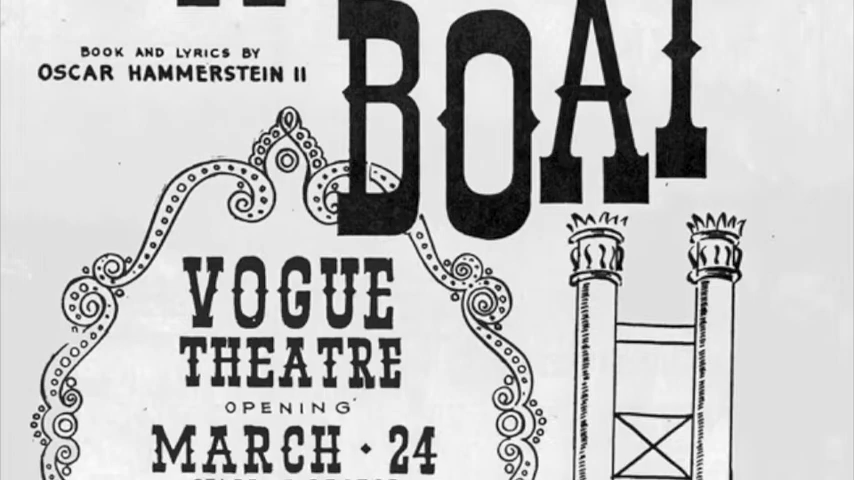 BOAT
BOOK AND LYRICS BY
OSCAR HAMMERSTEIN II
VOGUE
THEATRE
OPENING
MARCH · 24